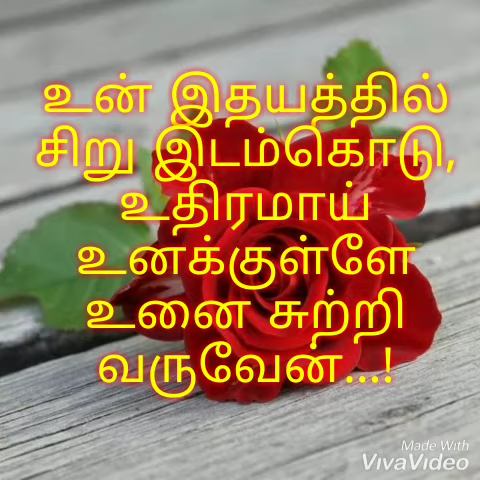 உன் இதயத்தில்
சிறு இடம்கொடு,
உதிரமாய்
உனக்குள்ளே
உனை சுற்றி
வருவேன்...!
Made With
VivaVideo